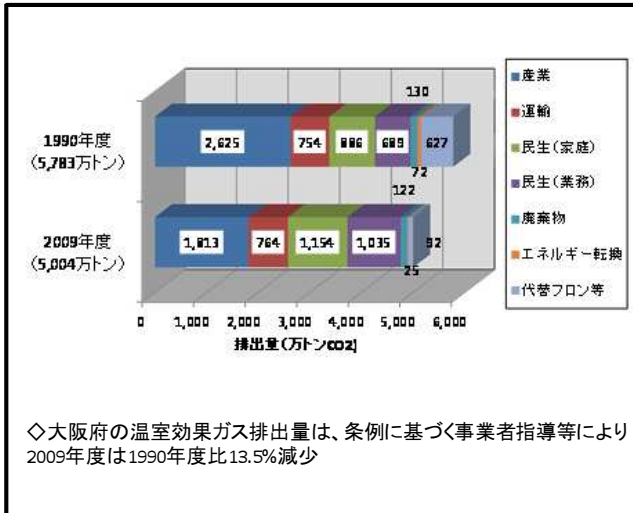 130
産業
運輸
民生(家庭)
民生(業務)
廃棄物
エネルギー転換
代替フロン等
1990年度
(5,783万トン)
2,625
754
886
689
627
72
122
2009年度
(5,004万トン)
1,813
764
1,154
1,035
92
25
0
1,000
2,000
3,000
4,000
5,000
6,000
排出量(万トンCO2)
◇大阪府の温室効果ガス排出量は、条例に基づく事業者指導等により
2009年度は1990年度比13.5%減少